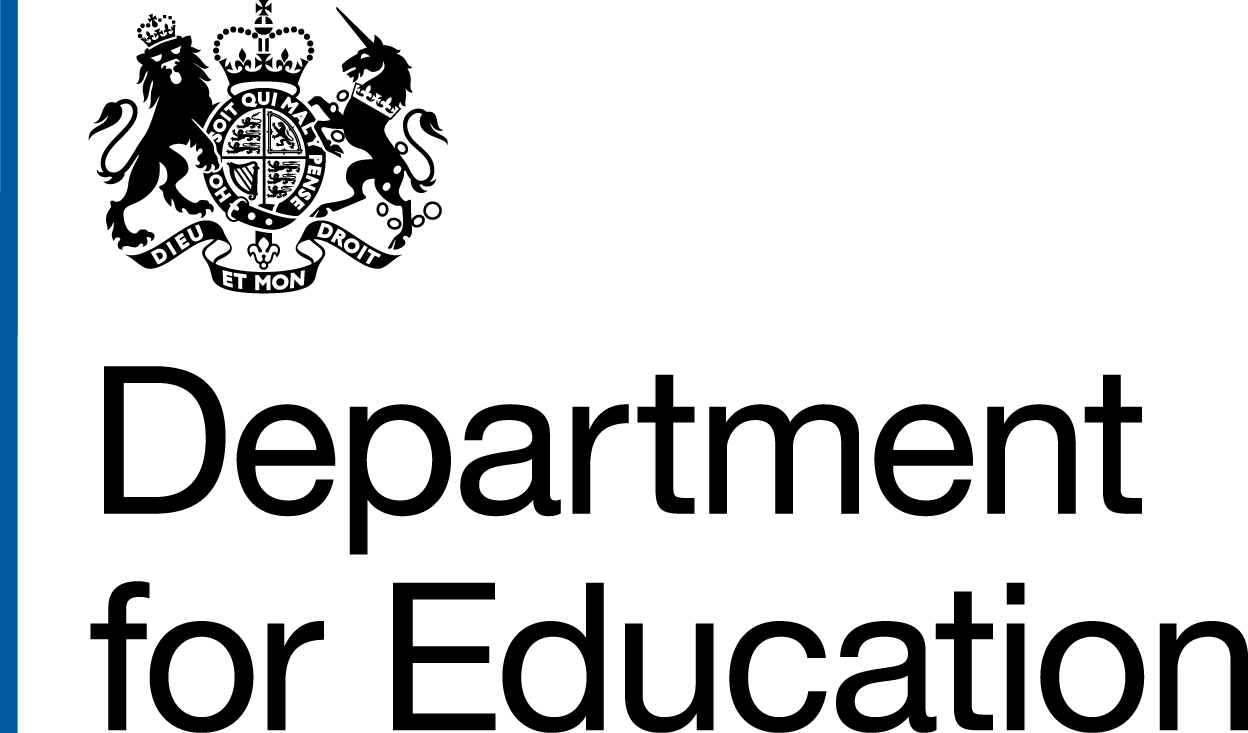 HONI SOIT QUI MAL Y PENSE
DIEU ET MON DROIT
Department
for Education